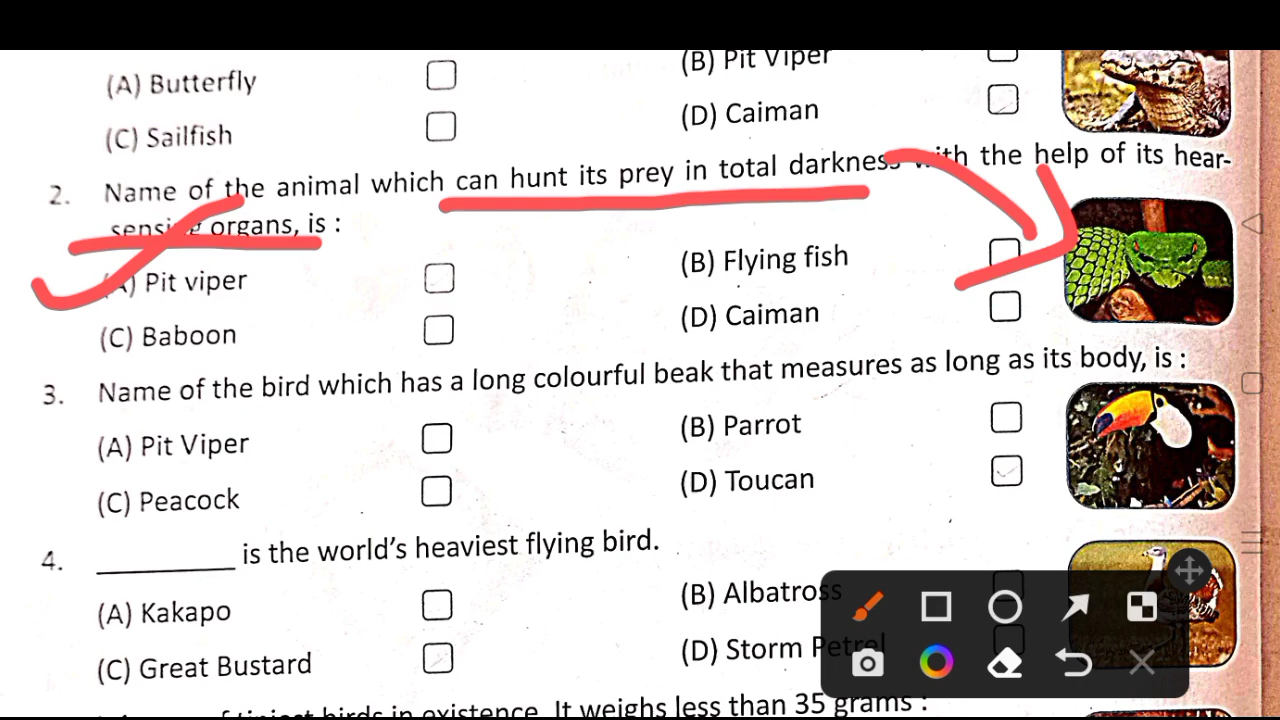 (A) Butterfly
(B) Pit Viper
(C) Sailfish
(D) Caiman
2. Name of the animal which can hunt its prey in total darkness with the help of its hear-
sensing organs, is :
(A) Pit viper
(B) Flying fish
(C) Baboon
(D) Caiman
3. Name of the bird which has a long colourful beak that measures as long as its body, is :
(A) Pit Viper
(B) Parrot
(C) Peacock
(D) Toucan
4. __________ is the world's heaviest flying bird.
(A) Kakapo
(B) Albatross
(C) Great Bustard
(D) Storm Petrel
birds in existence. It weighs less than 35 grams :